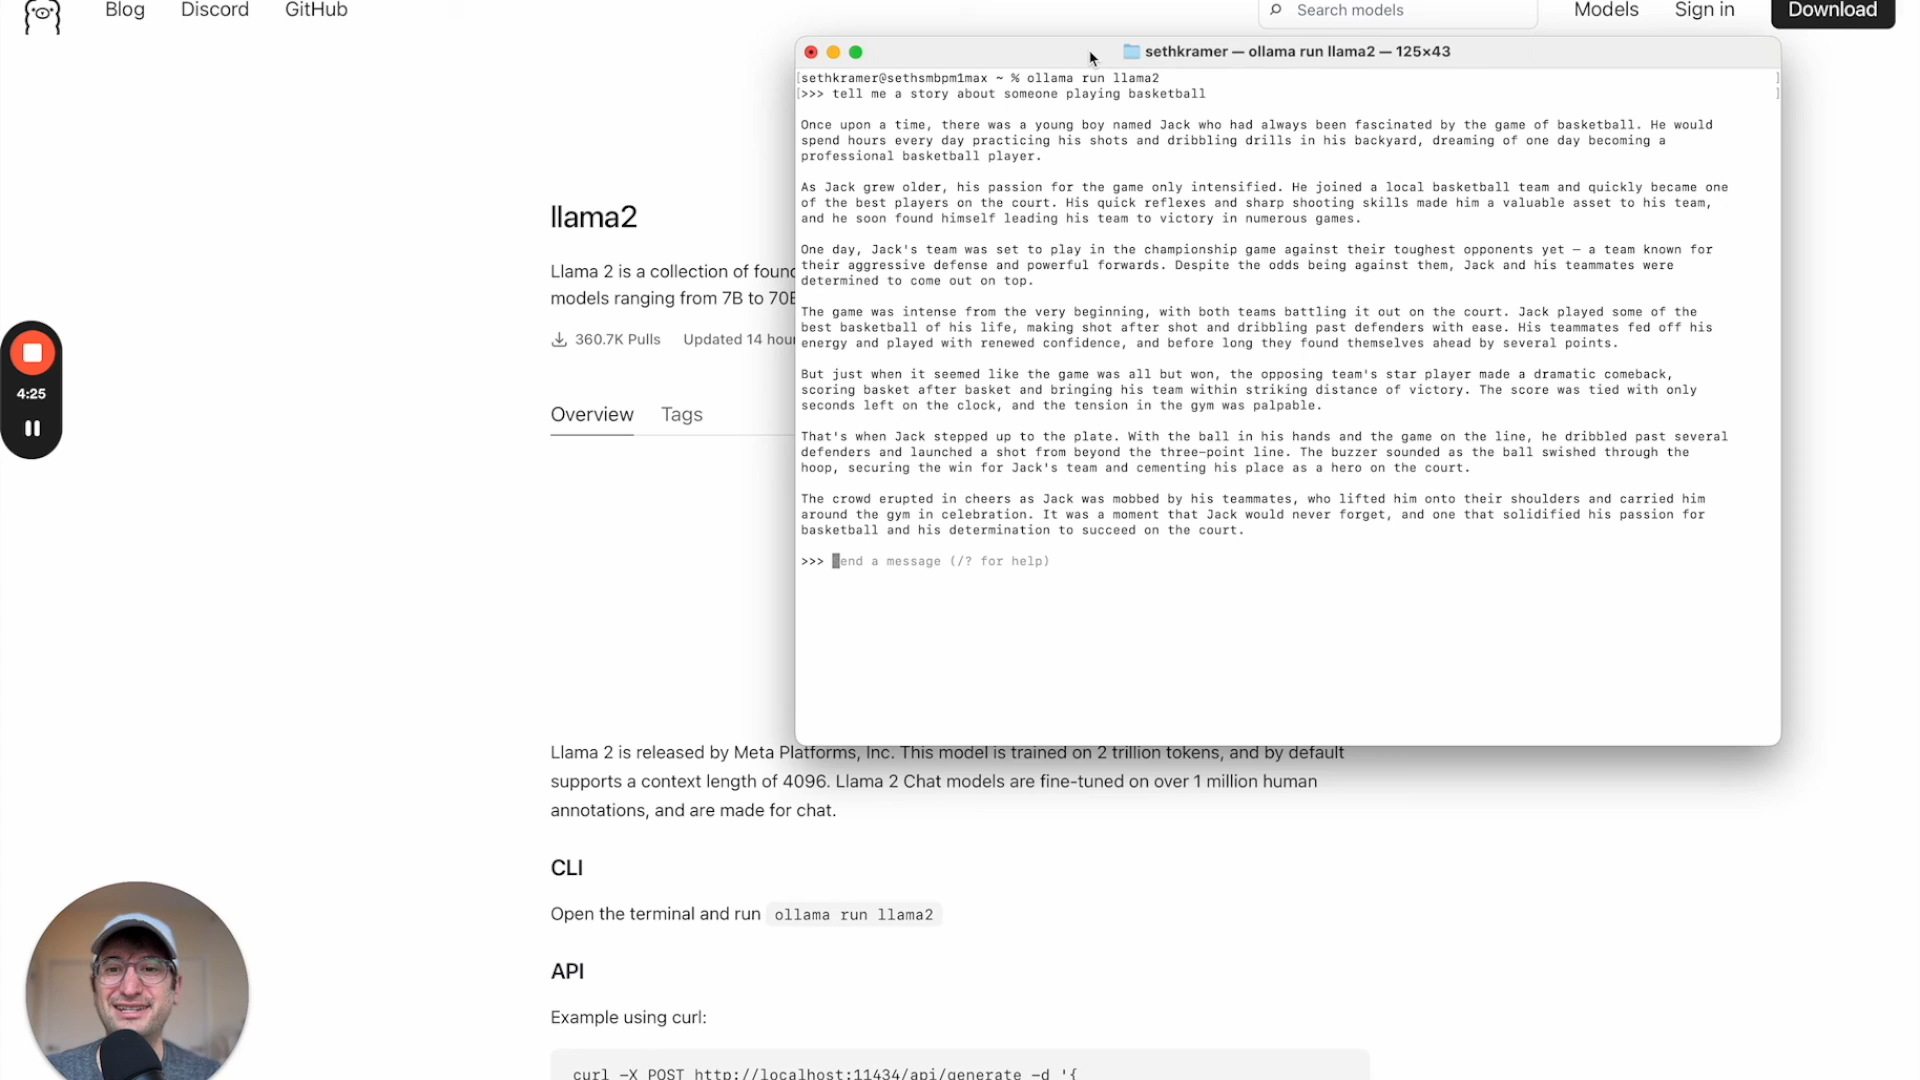 Blog Discord GitHub Search models Models Sign in Download
sethkramer — ollama run llama2 — 125×43
[sethkramer@sethsmbpm1max ~ % ollama run llama2 ]
[>>> tell me a story about someone playing basketball ]
Once upon a time, there was a young boy named Jack who had always been fascinated by the game of basketball. He would
spend hours every day practicing his shots and dribbling drills in his backyard, dreaming of one day becoming a
professional basketball player.
As Jack grew older, his passion for the game only intensified. He joined a local basketball team and quickly became one
of the best players on the court. His quick reflexes and sharp shooting skills made him a valuable asset to his team,
and he soon found himself leading his team to victory in numerous games.
One day, Jack's team was set to play in the championship game against their toughest opponents yet – a team known for
their aggressive defense and powerful forwards. Despite the odds being against them, Jack and his teammates were
determined to come out on top.
The game was intense from the very beginning, with both teams battling it out on the court. Jack played some of the
best basketball of his life, making shot after shot and dribbling past defenders with ease. His teammates fed off his
energy and played with renewed confidence, and before long they found themselves ahead by several points.
But just when it seemed like the game was all but won, the opposing team's star player made a dramatic comeback,
scoring basket after basket and bringing his team within striking distance of victory. The score was tied with only
seconds left on the clock, and the tension in the gym was palpable.
That's when Jack stepped up to the plate. With the ball in his hands and the game on the line, he dribbled past several
defenders and launched a shot from beyond the three-point line. The buzzer sounded as the ball swished through the
hoop, securing the win for Jack's team and cementing his place as a hero on the court.
The crowd erupted in cheers as Jack was mobbed by his teammates, who lifted him onto their shoulders and carried him
around the gym in celebration. It was a moment that Jack would never forget, and one that solidified his passion for
basketball and his determination to succeed on the court.
>>> end a message (/? for help)
llama2
Llama 2 is a collection of foun
models ranging from 7B to 70
360.7K Pulls Updated 14 hou
4:25
Overview Tags
Llama 2 is released by Meta Platforms, Inc. This model is trained on 2 trillion tokens, and by default
supports a context length of 4096. Llama 2 Chat models are fine-tuned on over 1 million human
annotations, and are made for chat.
CLI
Open the terminal and run ollama run llama2
API
Example using curl:
curl -X POST http://localhost:11434/api/generate -d '{